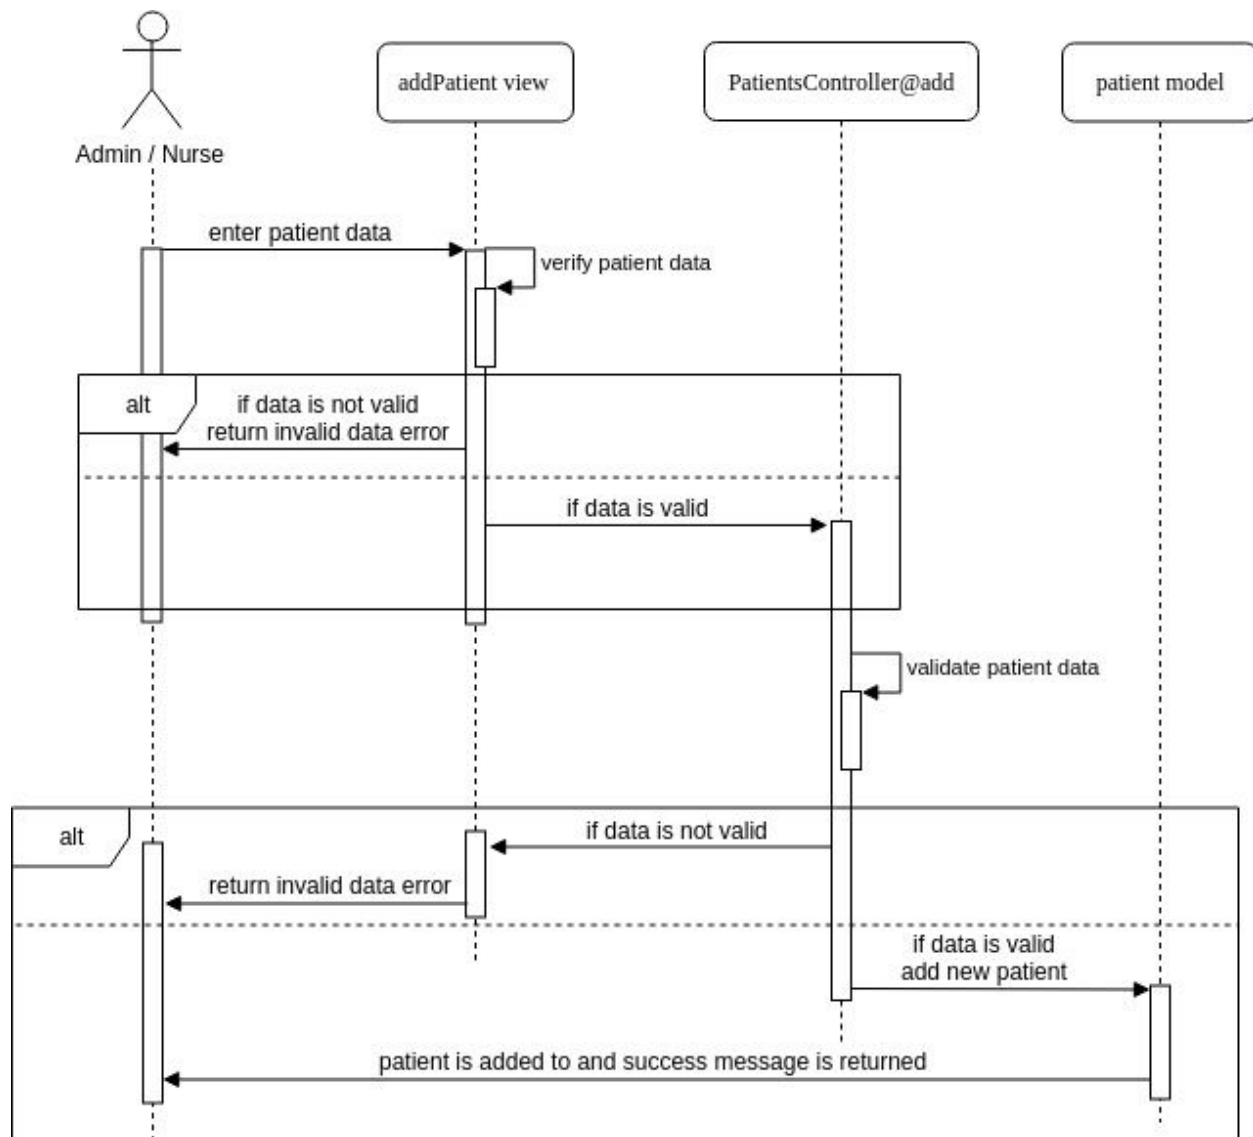 addPatient view
PatientsController@add
patient model
Admin / Nurse
enter patient data
verify patient data
alt
if data is not valid
return invalid data error
if data is valid
validate patient data
alt
if data is not valid
return invalid data error
if data is valid
add new patient
patient is added to and success message is returned